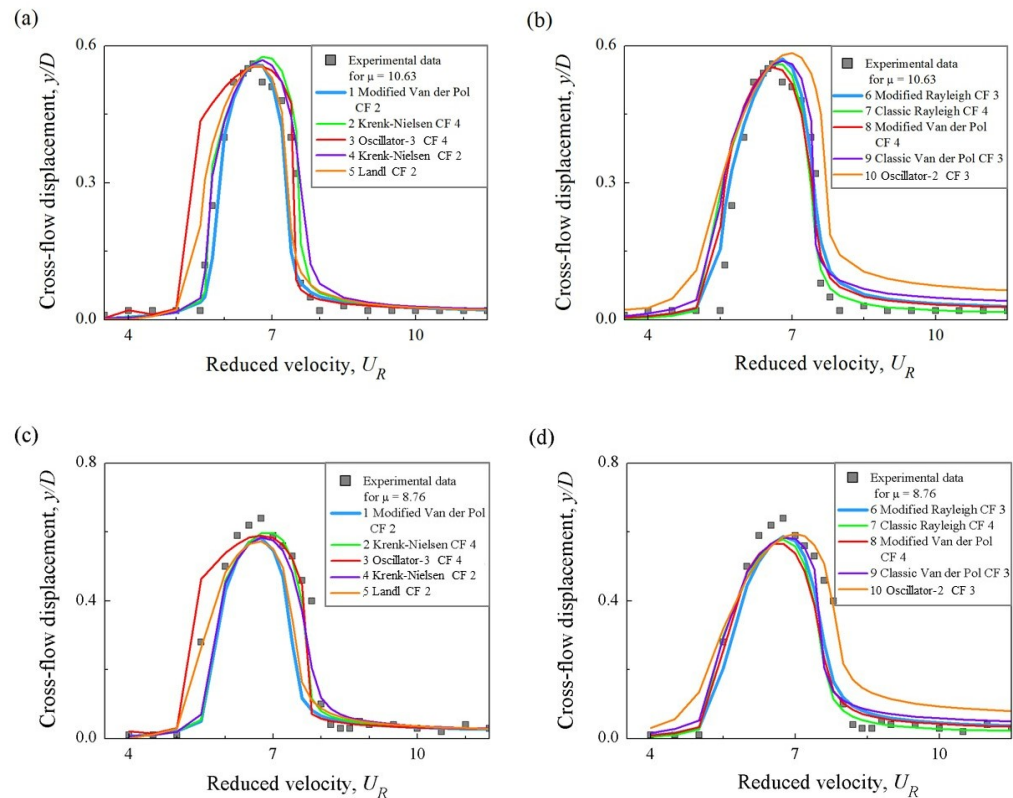 (a)
Cross-flow displacement, y/D
0.6
0.3
0.0
4
7
10
Reduced velocity, U_R
Experimental data
for μ = 10.63
1 Modified Van der Pol
CF 2
2 Krenk-Nielsen CF 4
3 Oscillator-3 CF 4
4 Krenk-Nielsen CF 2
5 Landl CF 2
(b)
Cross-flow displacement, y/D
0.6
0.3
0.0
4
7
10
Reduced velocity, U_R
Experimental data
for μ = 10.63
6 Modified Rayleigh CF 3
7 Classic Rayleigh CF 4
8 Modified Van der Pol
CF 4
9 Classic Van der Pol CF 3
10 Oscillator-2 CF 3
(c)
Cross-flow displacement, y/D
0.8
0.4
0.0
4
7
10
Reduced velocity, U_R
Experimental data
for μ = 8.76
1 Modified Van der Pol
CF 2
2 Krenk-Nielsen CF 4
3 Oscillator-3 CF 4
4 Krenk-Nielsen CF 2
5 Landl CF 2
(d)
Cross-flow displacement, y/D
0.8
0.4
0.0
4
7
10
Reduced velocity, U_R
Experimental data
for μ = 8.76
6 Modified Rayleigh CF 3
7 Classic Rayleigh CF 4
8 Modified Van der Pol
CF 4
9 Classic Van der Pol CF 3
10 Oscillator-2 CF 3